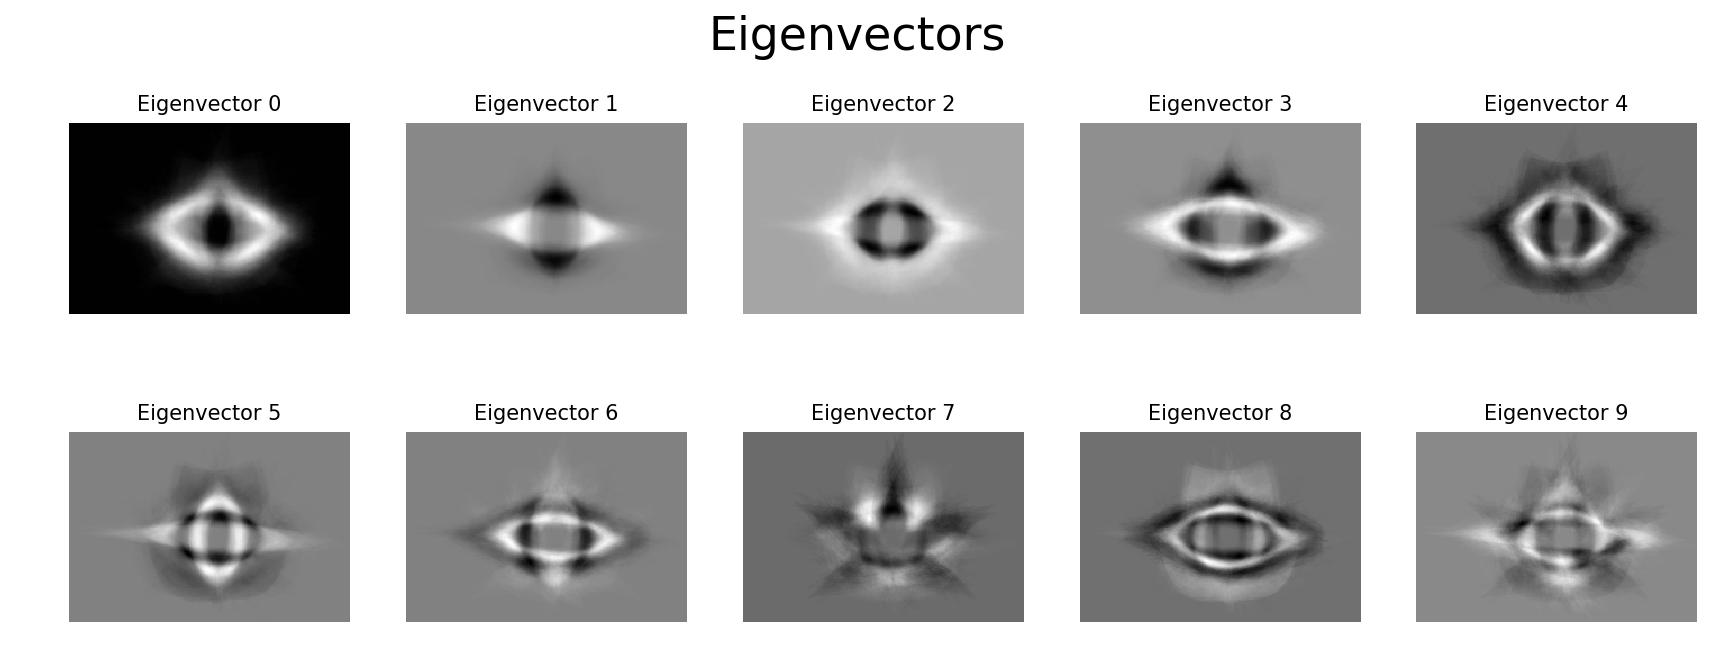 Eigenvectors
Eigenvector 0
Eigenvector 1
Eigenvector 2
Eigenvector 3
Eigenvector 4
Eigenvector 5
Eigenvector 6
Eigenvector 7
Eigenvector 8
Eigenvector 9